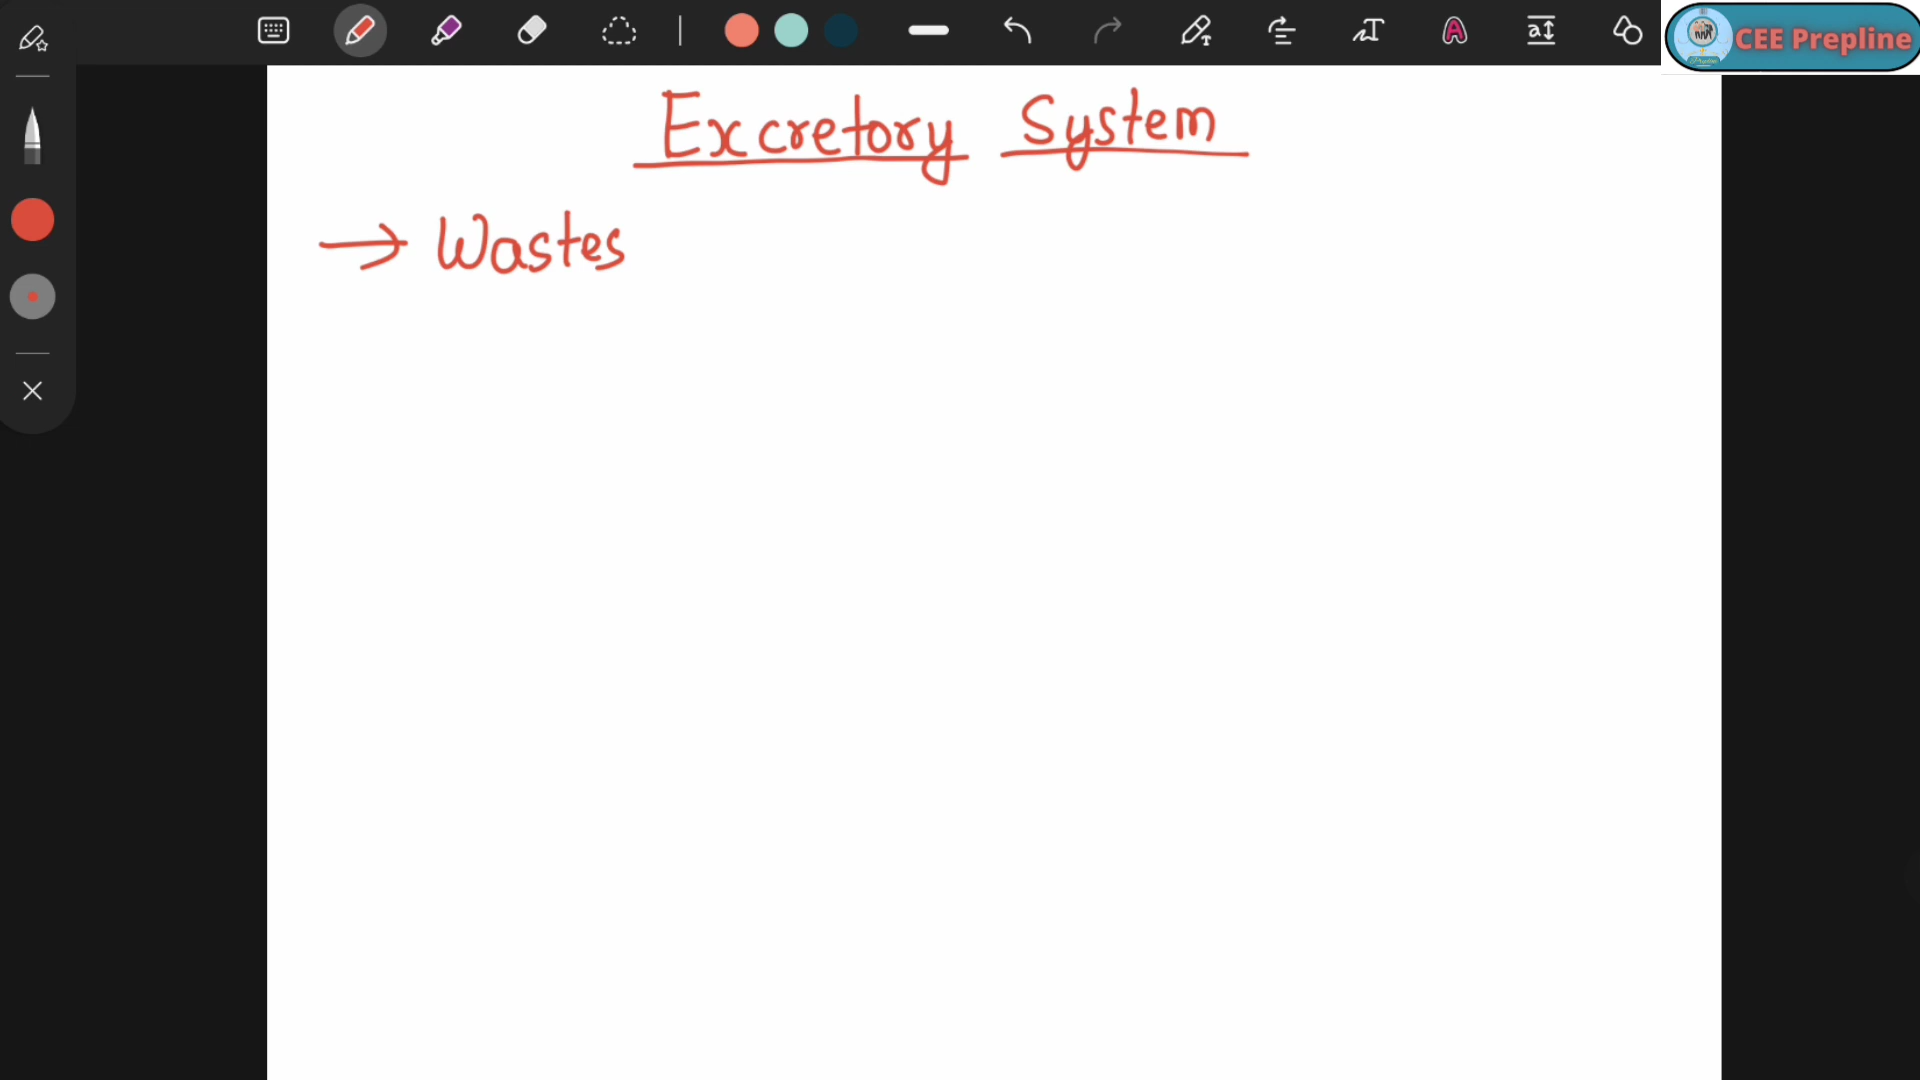 CEE Prepline
Excretory System
→ Wastes